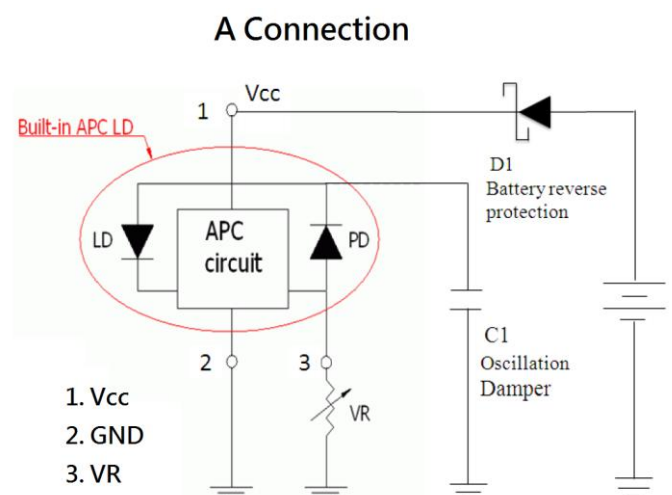 A Connection
Vcc
1
Built-in APC LD
D1
Battery reverse
protection
LD
APC
circuit
PD
C1
Oscillation
Damper
2
3
VR
1. Vcc
2. GND
3. VR